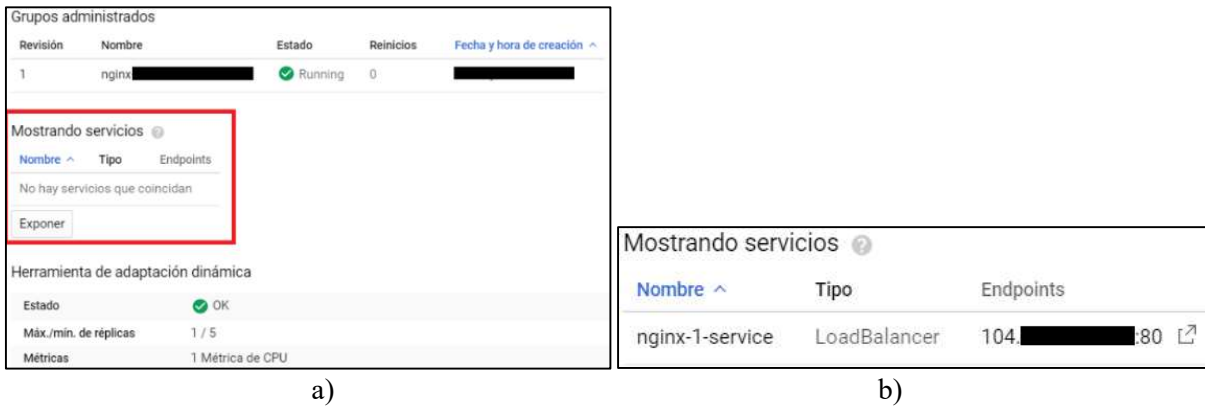 Grupos administrados
Revisión Nombre Estado Reinicios Fecha y hora de creación
1 nginx Running 0
Mostrando servicios ?
Nombre Tipo Endpoints
No hay servicios que coincidan
Exponer
Herramienta de adaptación dinámica
Estado OK
Máx./mín. de réplicas 1 / 5
Métricas 1 Métrica de CPU
a)
Mostrando servicios ?
Nombre Tipo Endpoints
nginx-1-service LoadBalancer 104. :80
b)